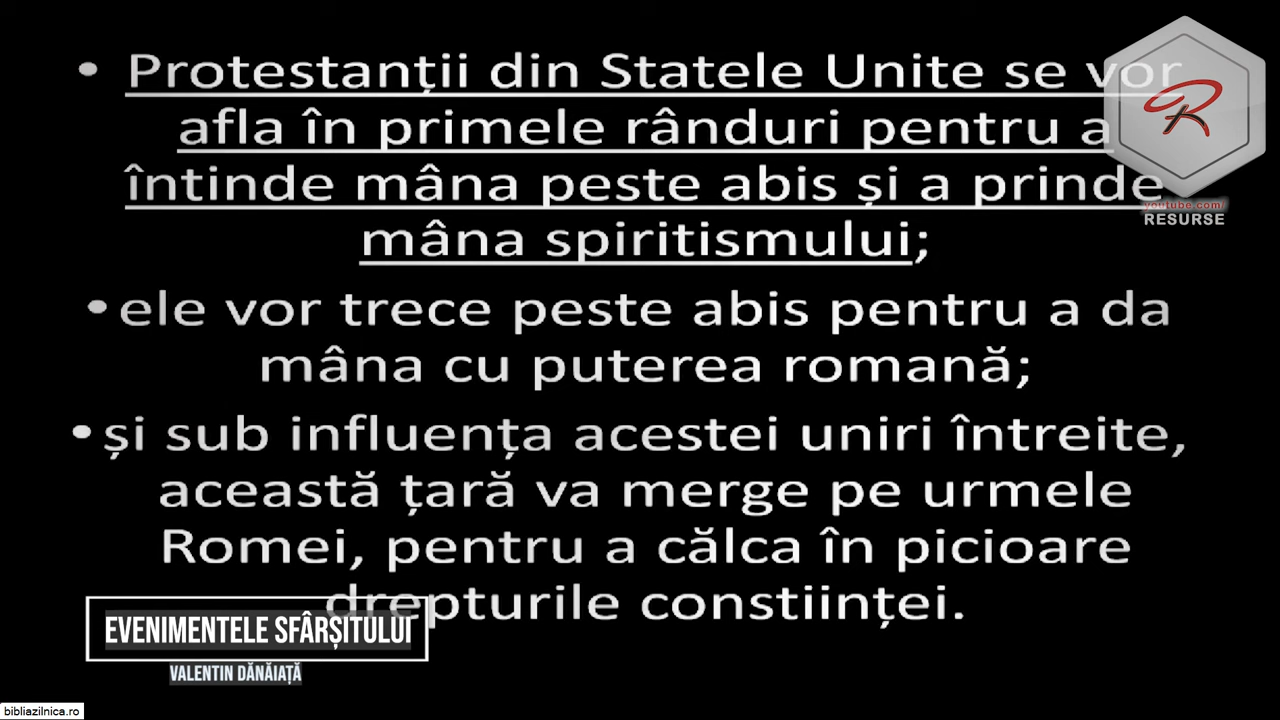 • Protestanții din Statele Unite se vor
afla în primele rânduri pentru a
întinde mâna peste abis și a prinde
mâna spiritismului;
• ele vor trece peste abis pentru a da
mâna cu puterea romană;
• și sub influența acestei uniri întreite,
această țară va merge pe urmele
Romei, pentru a călca în picioare
drepturile constiinței.
R
youtube.com/
RESURSE
EVENIMENTELE SFÂRȘITULUI
VALENTIN DĂNĂIAȚĂ
bibliazilnica.ro